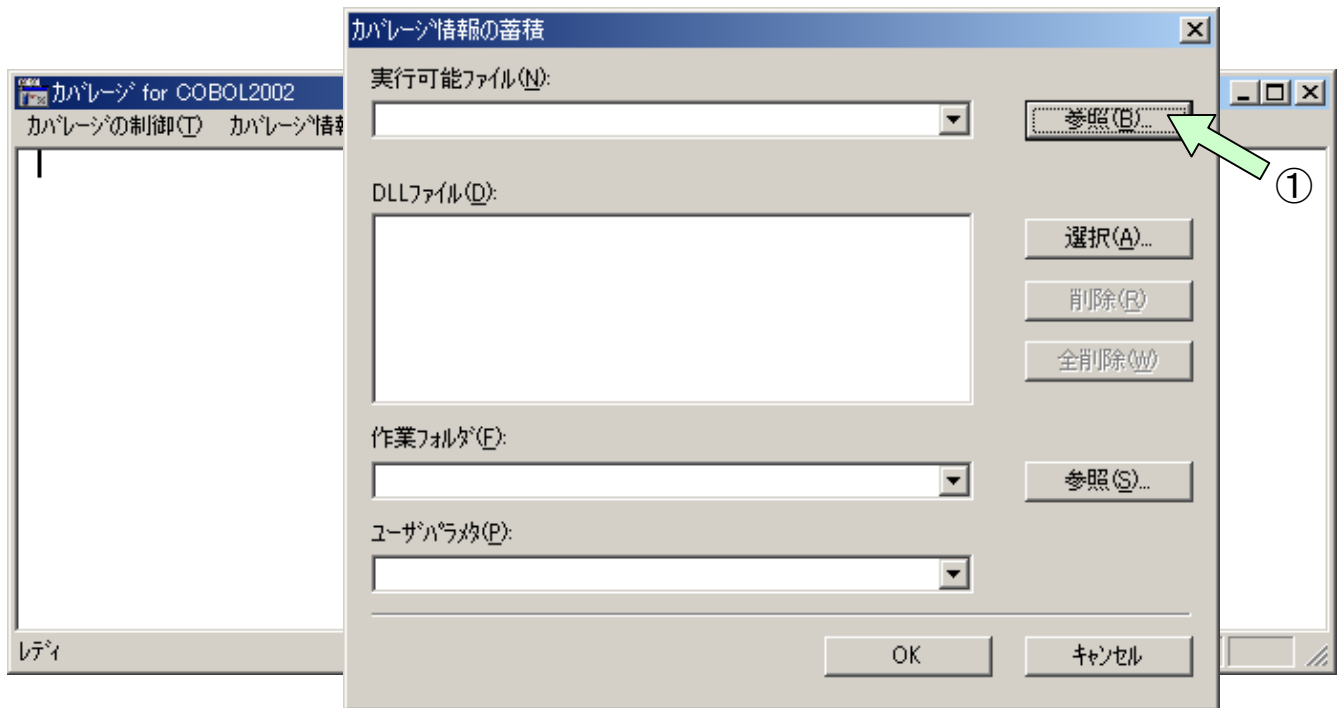 ｶﾊﾞﾚｰｼﾞ情報の蓄積
実行可能ﾌｧｲﾙ(N):
参照(B)...
①
DLLﾌｧｲﾙ(D):
選択(A)...
削除(R)
全削除(W)
作業ﾌｫﾙﾀﾞ(F):
参照(S)...
ﾕｰｻﾞﾊﾟﾗﾒﾀ(P):
OK
ｷｬﾝｾﾙ
ｶﾊﾞﾚｰｼﾞ for COBOL2002
ｶﾊﾞﾚｰｼﾞの制御(T) ｶﾊﾞﾚｰｼﾞ情報
ﾚﾃﾞｨ